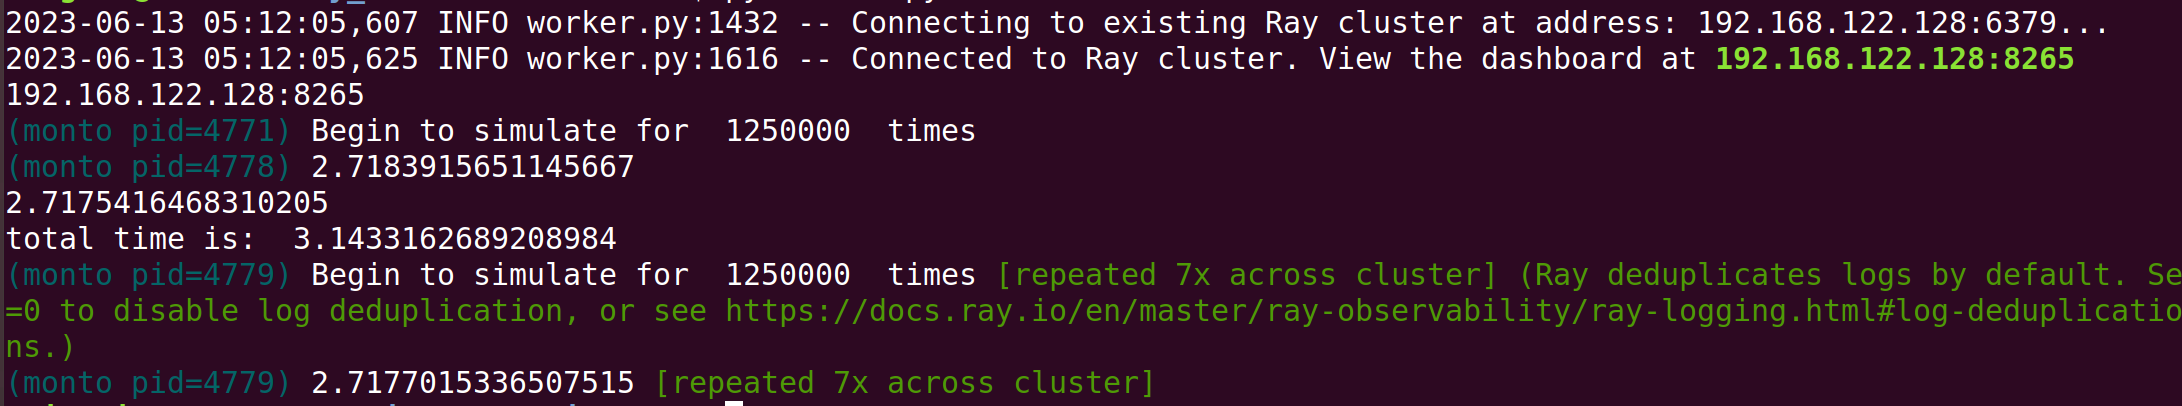 2023-06-13 05:12:05,607 INFO worker.py:1432 -- Connecting to existing Ray cluster at address: 192.168.122.128:6379...
2023-06-13 05:12:05,625 INFO worker.py:1616 -- Connected to Ray cluster. View the dashboard at 192.168.122.128:8265
192.168.122.128:8265
(monto pid=4771) Begin to simulate for  1250000  times
(monto pid=4778) 2.7183915651145667
2.7175416468310205
total time is:  3.1433162689208984
(monto pid=4779) Begin to simulate for  1250000  times [repeated 7x across cluster] (Ray deduplicates logs by default. Se
=0 to disable log deduplication, or see https://docs.ray.io/en/master/ray-observability/ray-logging.html#log-deduplicatio
ns.)
(monto pid=4779) 2.7177015336507515 [repeated 7x across cluster]